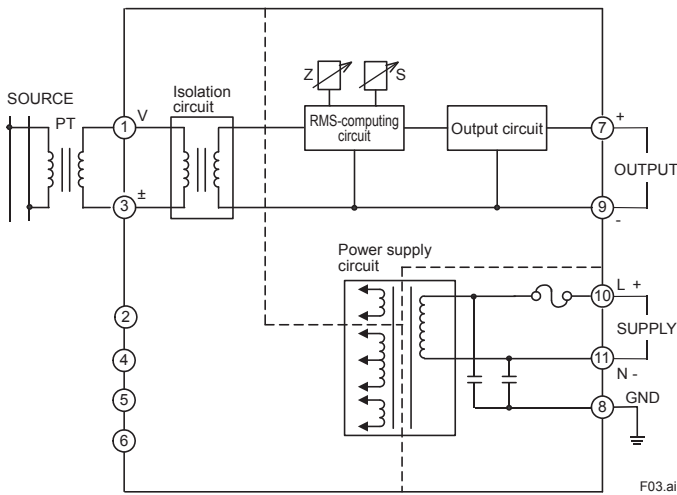 SOURCE
PT
1
V
3
±
Isolation
circuit
Z
S
RMS-computing
circuit
Output circuit
7
+
OUTPUT
9
-
Power supply
circuit
L +
10
SUPPLY
11
N -
8
GND
2
4
5
6
F03.ai